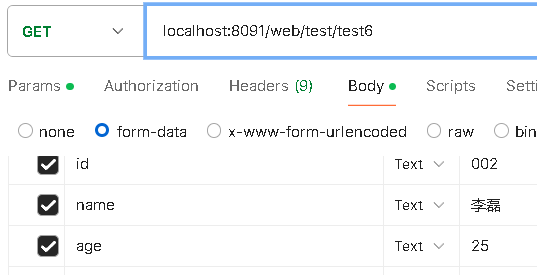 GET localhost:8091/web/test/test6
Params Authorization Headers (9) Body Scripts Setti
none form-data x-www-form-urlencoded raw bin
id Text 002
name Text 李磊
age Text 25